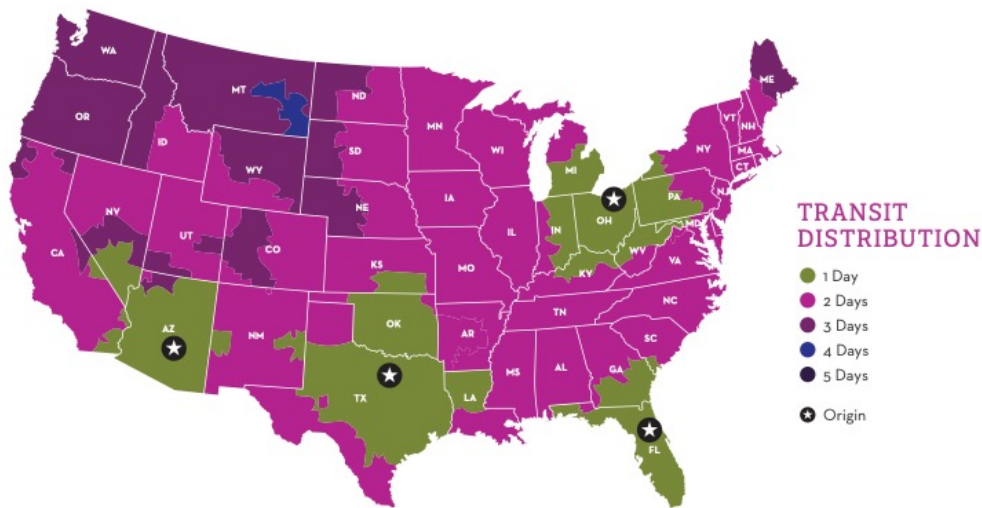 WA
OR
MT
ID
WY
ND
SD
NE
MN
WI
IA
NV
UT
CO
CA
KS
MO
IL
MI
IN
OH
PA
NY
VT
NH
ME
MA
CT
NJ
MD
WV
VA
KY
AZ
NM
OK
TX
AR
LA
TN
NC
SC
MS
AL
GA
FL
TRANSIT
DISTRIBUTION
1 Day
2 Days
3 Days
4 Days
5 Days
Origin